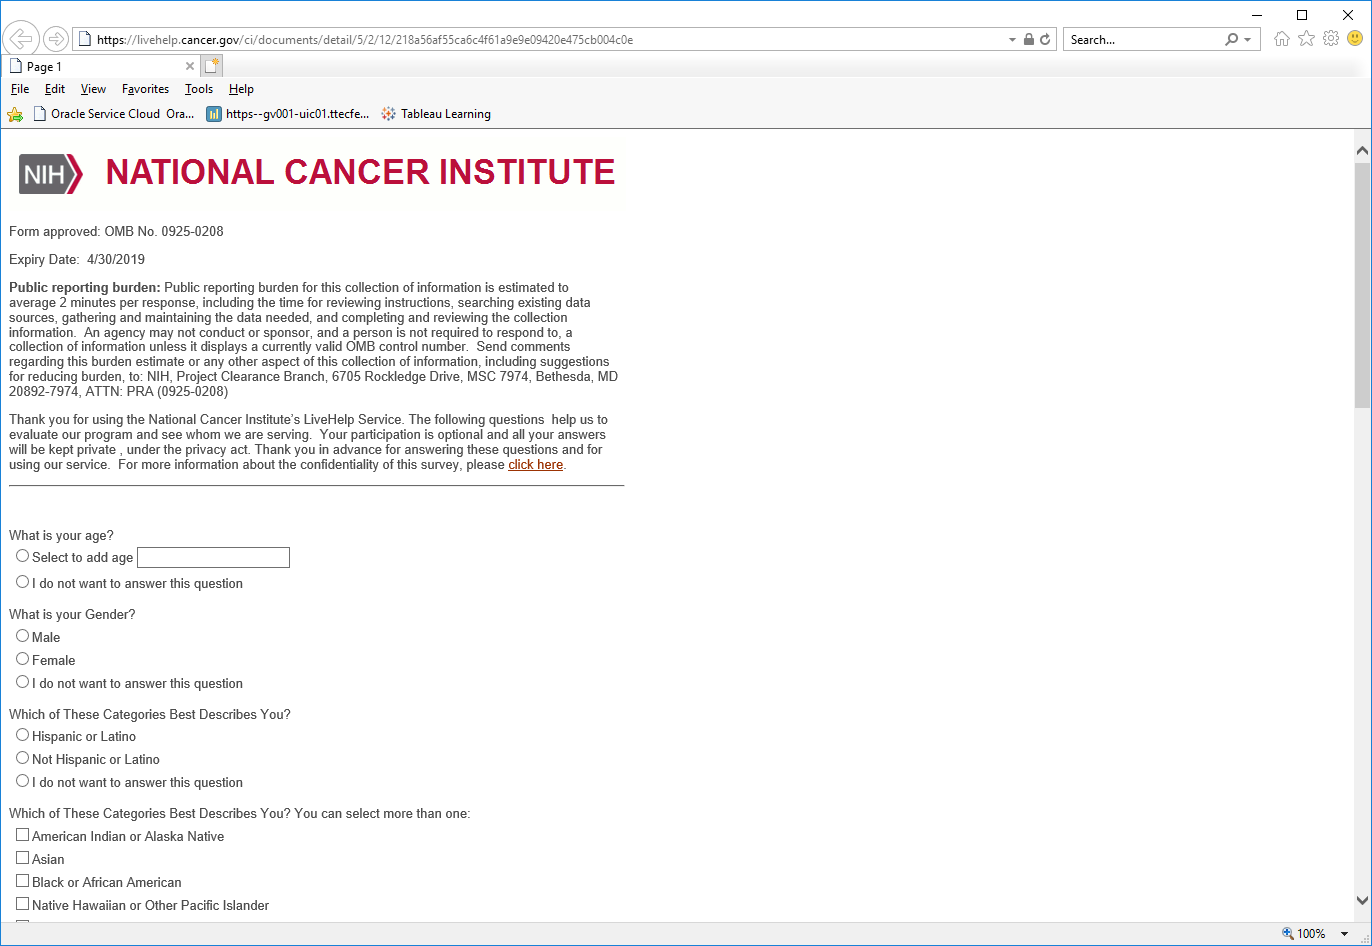 https://livehelp.cancer.gov/ci/documents/detail/5/2/12/218a56af55ca6c4f61a9e9e09420e475cb004c0e
Search...
Page 1
File Edit View Favorites Tools Help
Oracle Service Cloud Ora... https--gv001-uic01.ttecfe... Tableau Learning
NIH NATIONAL CANCER INSTITUTE
Form approved: OMB No. 0925-0208
Expiry Date: 4/30/2019
Public reporting burden: Public reporting burden for this collection of information is estimated to
average 2 minutes per response, including the time for reviewing instructions, searching existing data
sources, gathering and maintaining the data needed, and completing and reviewing the collection
information. An agency may not conduct or sponsor, and a person is not required to respond to, a
collection of information unless it displays a currently valid OMB control number. Send comments
regarding this burden estimate or any other aspect of this collection of information, including suggestions
for reducing burden, to: NIH, Project Clearance Branch, 6705 Rockledge Drive, MSC 7974, Bethesda, MD
20892-7974, ATTN: PRA (0925-0208)
Thank you for using the National Cancer Institute's LiveHelp Service. The following questions help us to
evaluate our program and see whom we are serving. Your participation is optional and all your answers
will be kept private , under the privacy act. Thank you in advance for answering these questions and for
using our service. For more information about the confidentiality of this survey, please click here.
What is your age?
Select to add age
I do not want to answer this question
What is your Gender?
Male
Female
I do not want to answer this question
Which of These Categories Best Describes You?
Hispanic or Latino
Not Hispanic or Latino
I do not want to answer this question
Which of These Categories Best Describes You? You can select more than one:
American Indian or Alaska Native
Asian
Black or African American
Native Hawaiian or Other Pacific Islander
100%